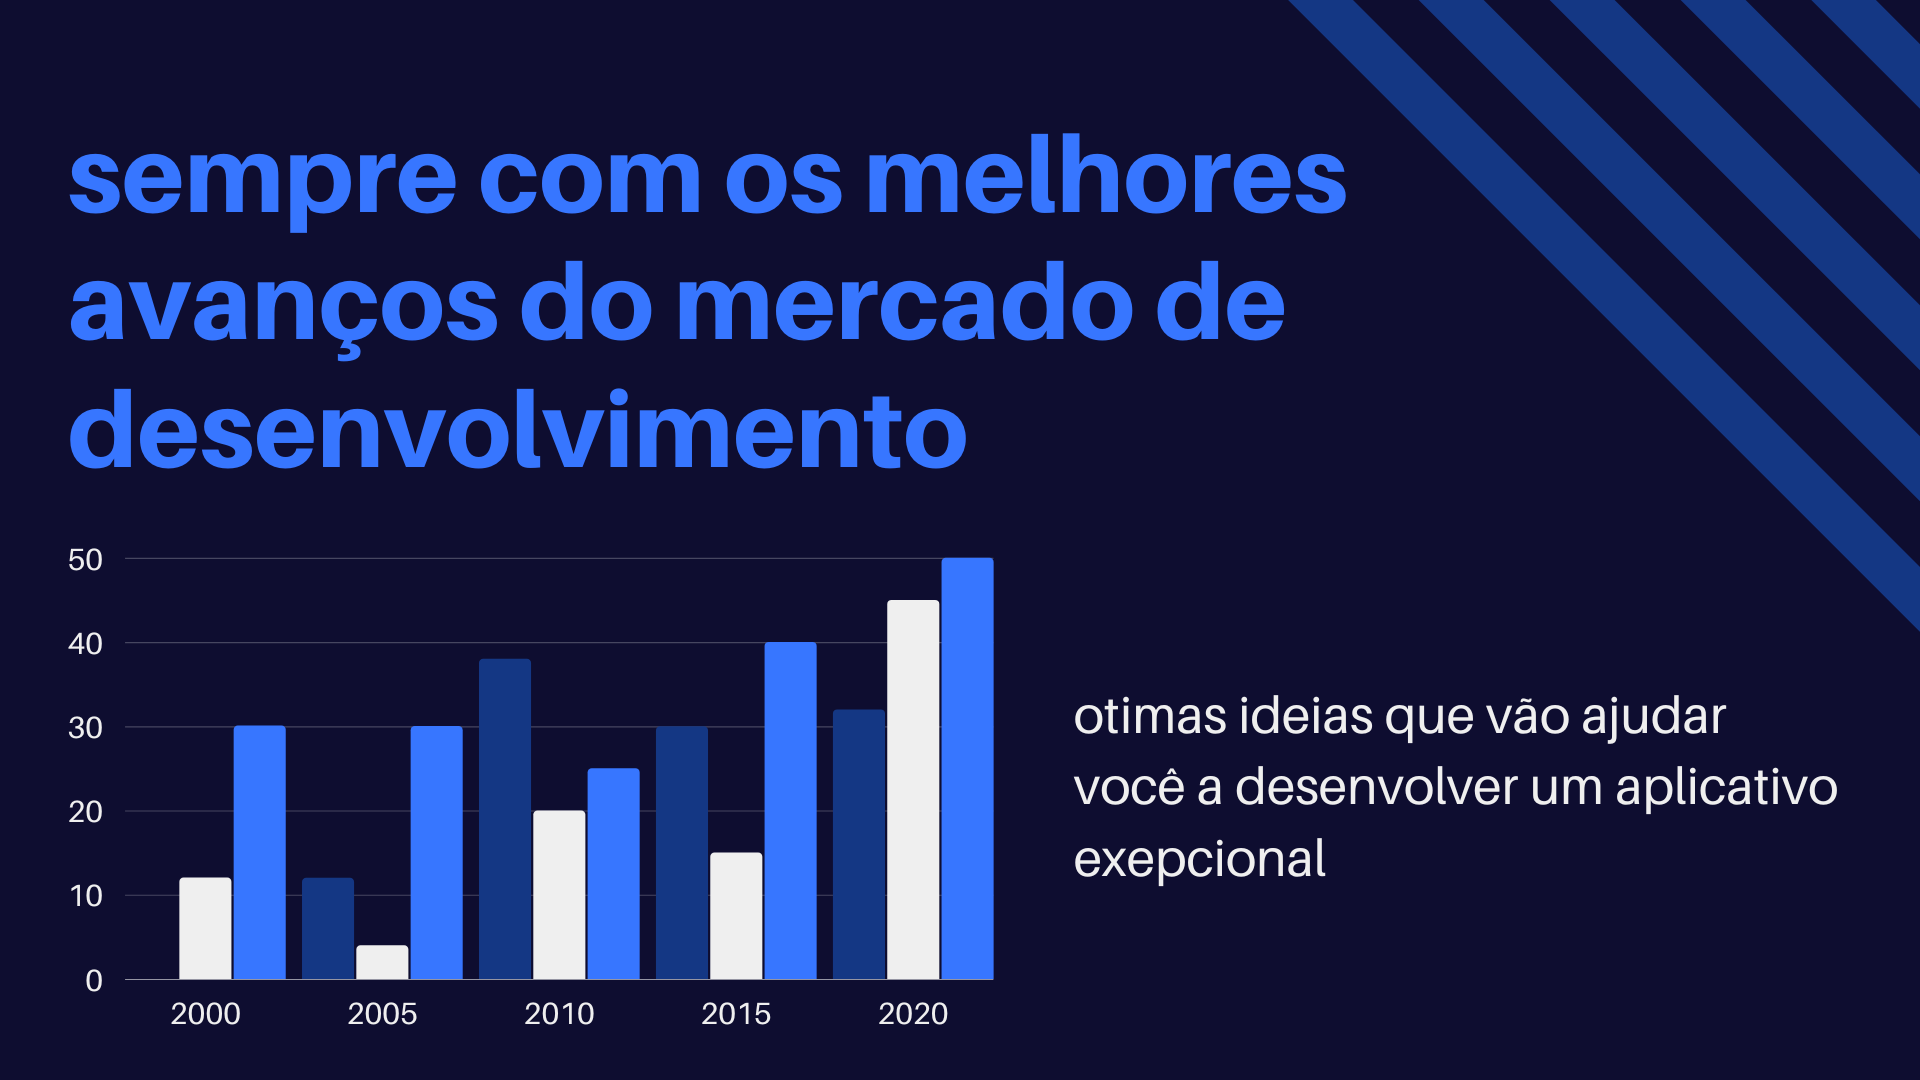 sempre com os melhores
avanços do mercado de
desenvolvimento
50
40
30
20
10
0
2000 2005 2010 2015 2020
otimas ideias que vão ajudar
você a desenvolver um aplicativo
exepcional